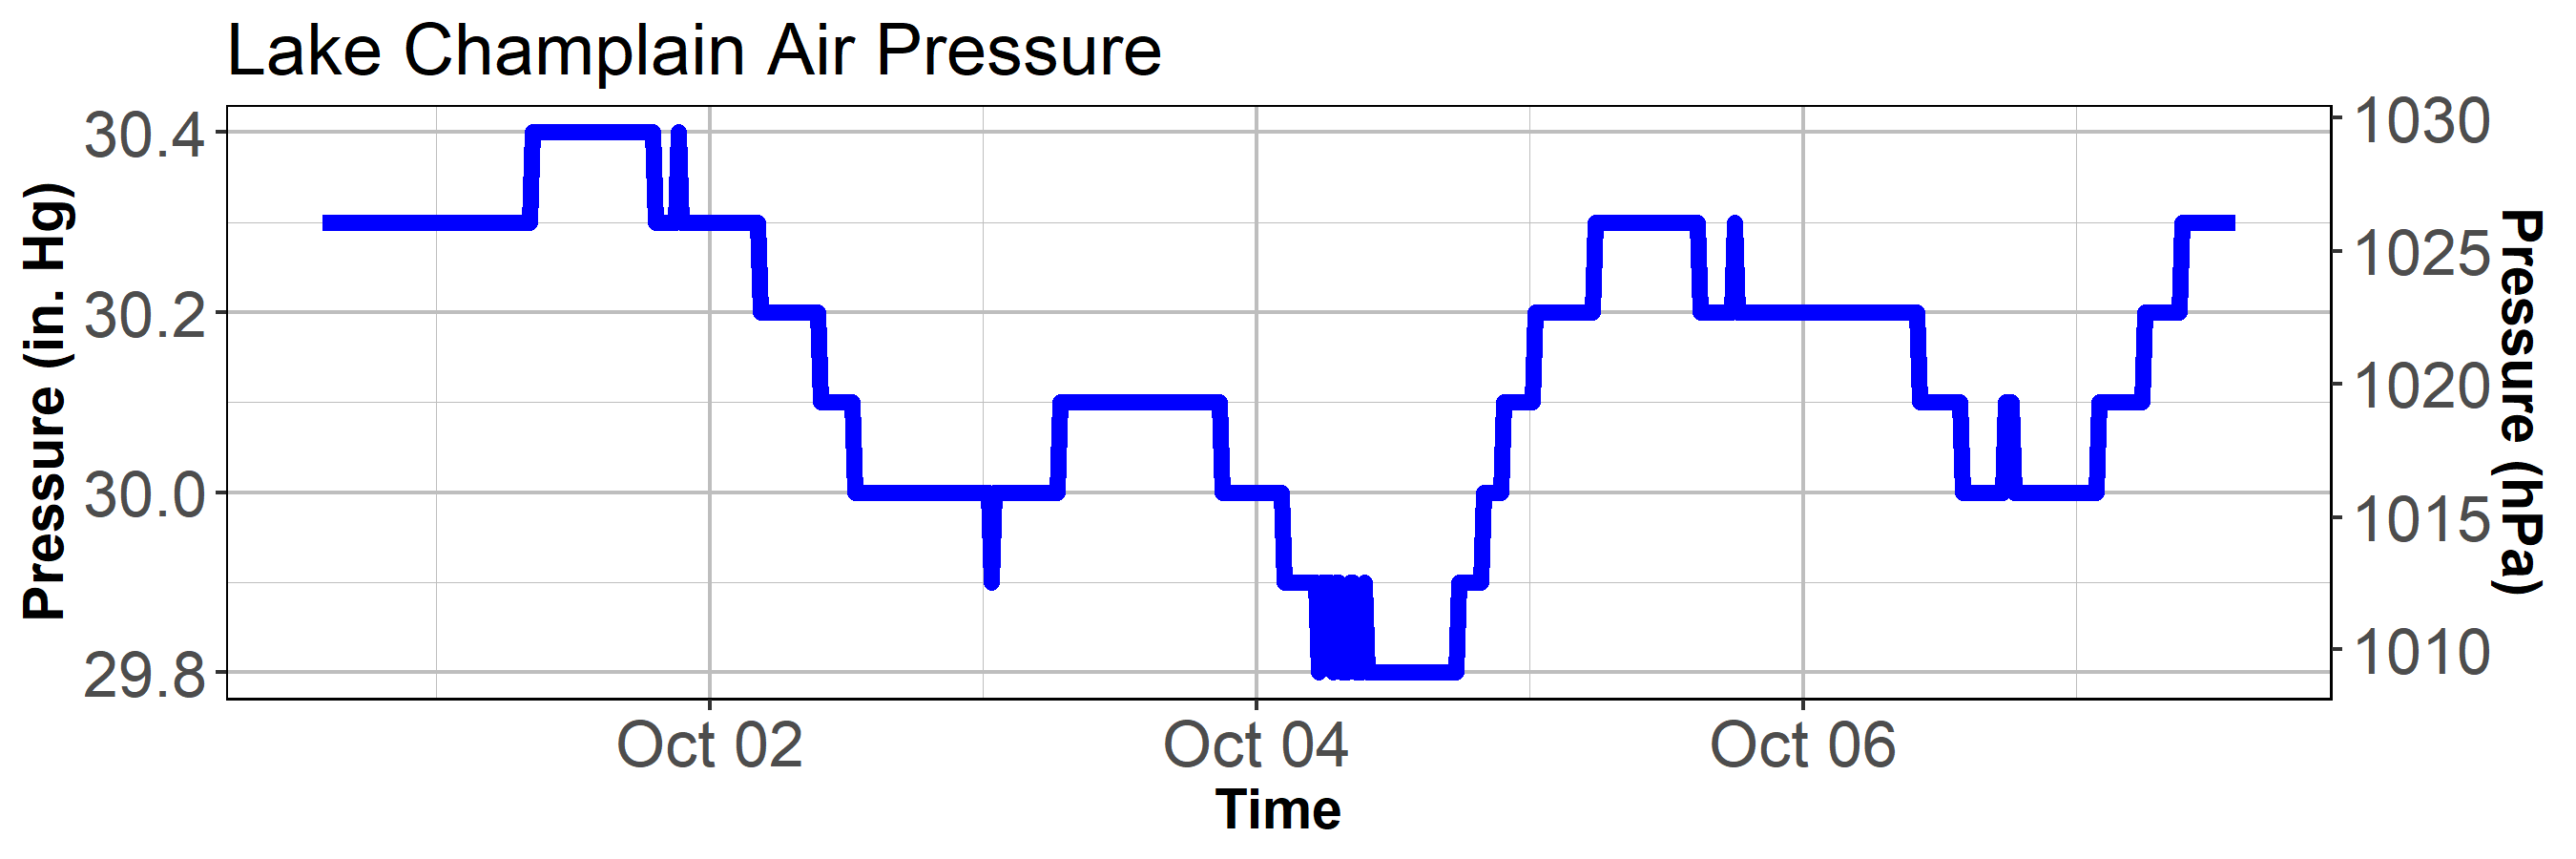 Lake Champlain Air Pressure
Pressure (in. Hg)
30.4
30.2
30.0
29.8
1030
1025
1020
1015
1010
Pressure (hPa)
Oct 02
Oct 04
Oct 06
Time